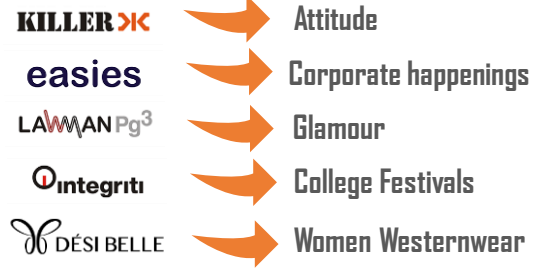 KILLER Attitude
easies Corporate happenings
LAWMAN Pg3 Glamour
integriti College Festivals
DÉSI BELLE Women Westernwear